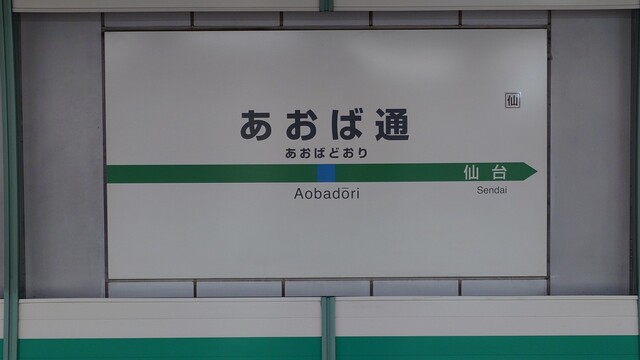 仙
あおば通
あおばどおり
仙台
Aobadōri
Sendai